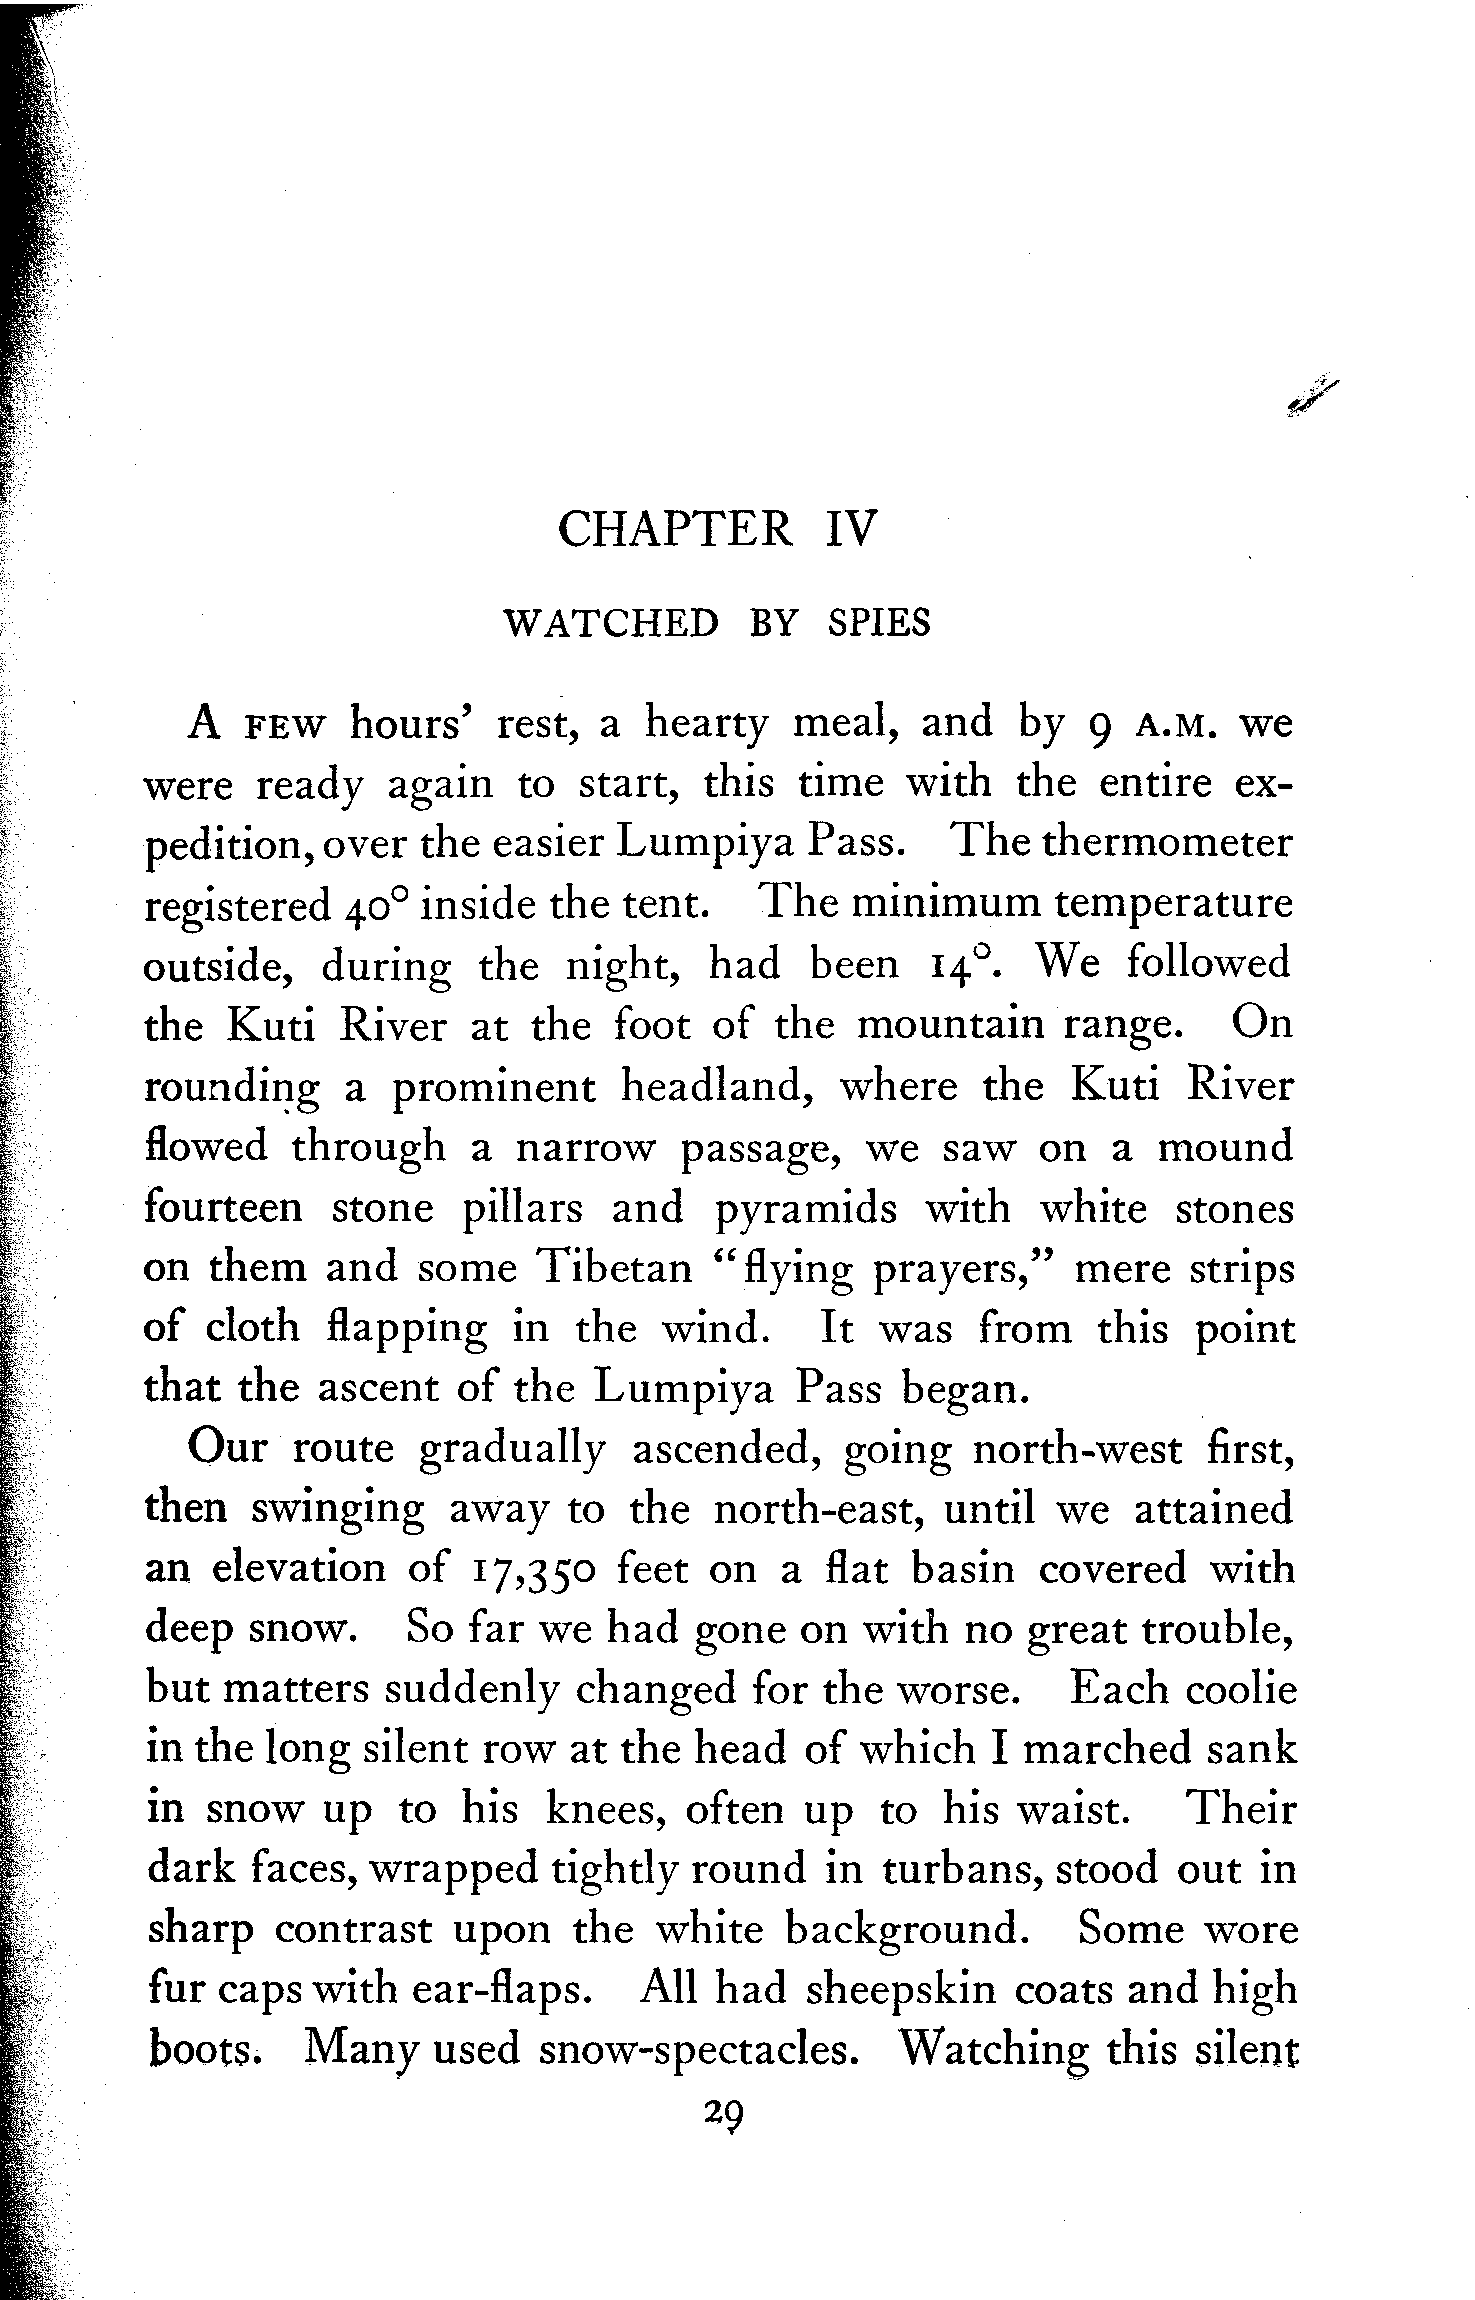 CHAPTER IV
WATCHED BY SPIES
A FEW hours' rest, a hearty meal, and by 9 A.M. we
were ready again to start, this time with the entire ex-
pedition, over the easier Lumpiya Pass. The thermometer
registered 40° inside the tent. The minimum temperature
outside, during the night, had been 14°. We followed
the Kuti River at the foot of the mountain range. On
rounding a prominent headland, where the Kuti River
flowed through a narrow passage, we saw on a mound
fourteen stone pillars and pyramids with white stones
on them and some Tibetan "flying prayers," mere strips
of cloth flapping in the wind. It was from this point
that the ascent of the Lumpiya Pass began.
Our route gradually ascended, going north-west first,
then swinging away to the north-east, until we attained
an elevation of 17,350 feet on a flat basin covered with
deep snow. So far we had gone on with no great trouble,
but matters suddenly changed for the worse. Each coolie
in the long silent row at the head of which I marched sank
in snow up to his knees, often up to his waist. Their
dark faces, wrapped tightly round in turbans, stood out in
sharp contrast upon the white background. Some wore
fur caps with ear-flaps. All had sheepskin coats and high
boots. Many used snow-spectacles. Watching this silent
29